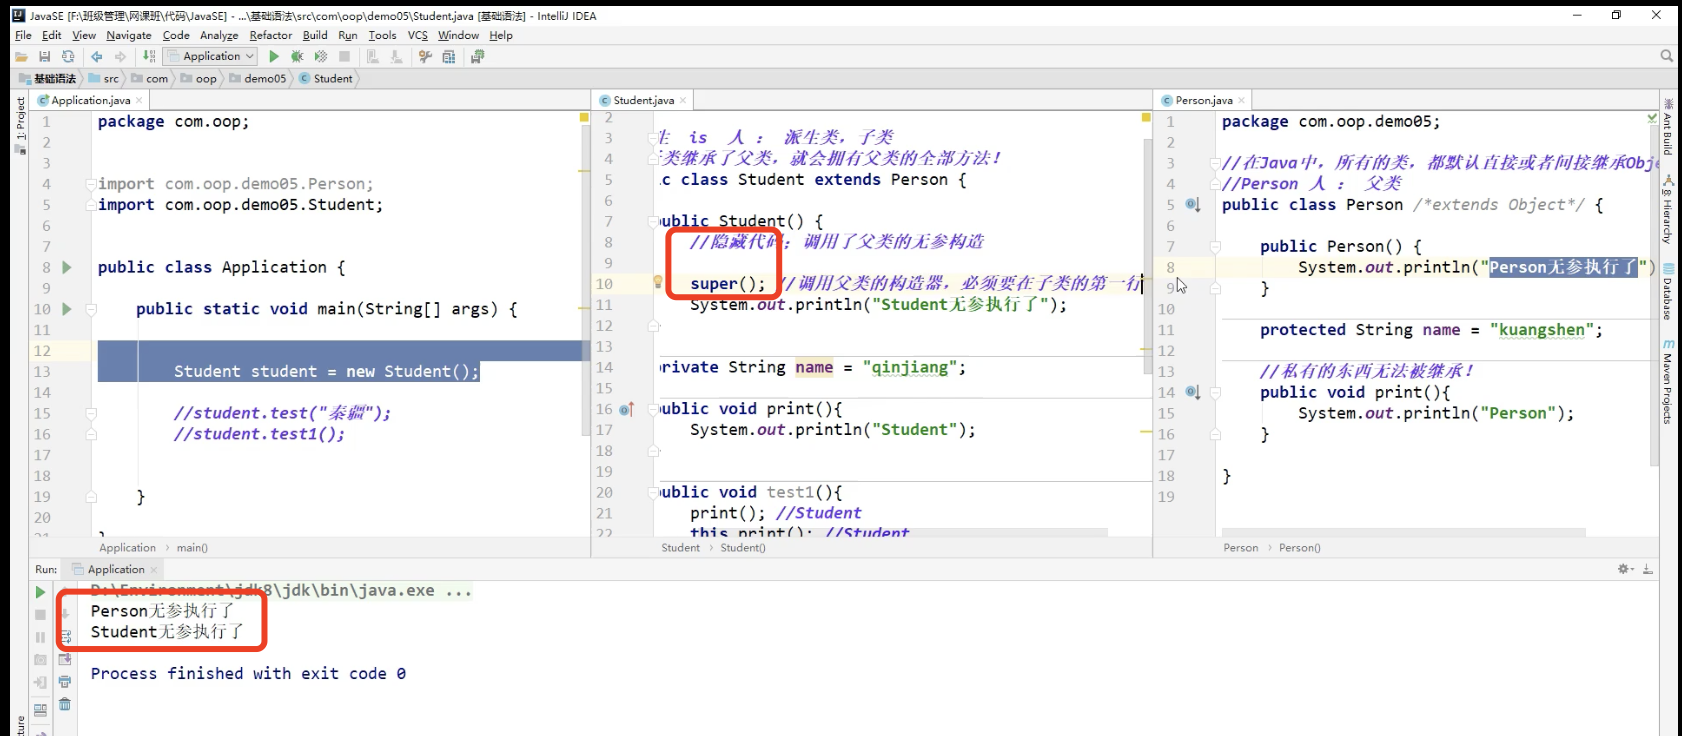 JavaSE [F:\班级管理\网课班\代码\JavaSE] - ...\基础语法\src\com\oop\demo05\Student.java [基础语法] - IntelliJ IDEA
File Edit View Navigate Code Analyze Refactor Build Run Tools VCS Window Help
Application
基础语法 src com oop demo05 Student
1: Project
Application.java
1 package com.oop;
2
3
4 import com.oop.demo05.Person;
5 import com.oop.demo05.Student;
6
7
8 public class Application {
9
10 public static void main(String[] args) {
11
12
13 Student student = new Student();
14
15 //student.test("秦疆");
16 //student.test1();
17
18
19 }
20
Application > main()
Student.java
2
3 生 is 人 : 派生类, 子类
4 类继承了父类, 就会拥有父类的全部方法!
5 c class Student extends Person {
6
7 public Student() {
8 //隐藏代码; 调用了父类的无参构造
9
10 super(); //调用父类的构造器, 必须要在子类的第一行
11 System.out.println("Student无参执行了");
12
13
14 private String name = "qinjiang";
15
16 public void print(){
17 System.out.println("Student");
18
19
20 public void test1(){
21 print(); //Student
22 this.print(); //Student
Student > Student()
Person.java
1 package com.oop.demo05;
2
3 //在Java中, 所有的类, 都默认直接或者间接继承Obje
4 //Person 人 : 父类
5 public class Person /*extends Object*/ {
6
7 public Person() {
8 System.out.println("Person无参执行了")
9 }
10
11 protected String name = "kuangshen";
12
13 //私有的东西无法被继承!
14 public void print(){
15 System.out.println("Person");
16 }
17
18 }
19
Person > Person()
Ant Build
8: Hierarchy
Database
Maven Projects
Run: Application
D:\Environment\jdk8\jdk\bin\java.exe ...
Person无参执行了
Student无参执行了
Process finished with exit code 0